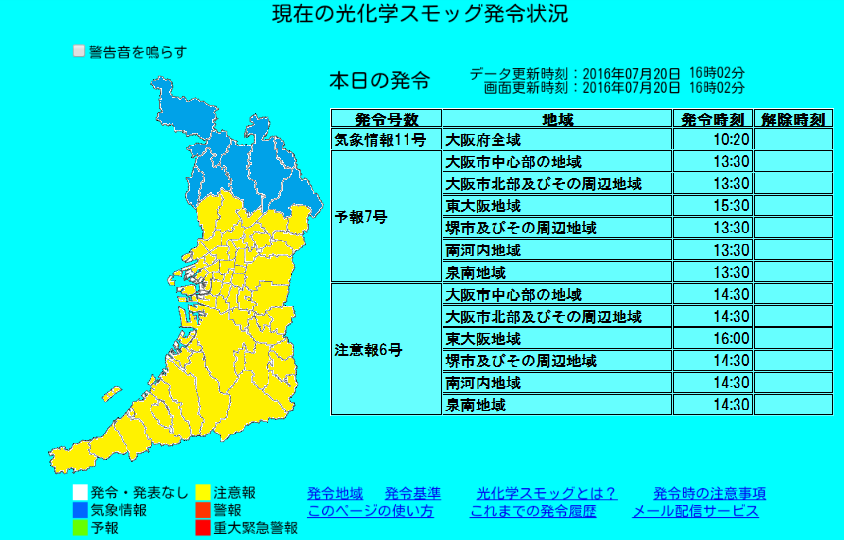 現在の光化学スモッグ発令状況
警告音を鳴らす
本日の発令
データ更新時刻：2016年07月20日 16時02分
画面更新時刻：2016年07月20日 16時02分
発令号数 地域 発令時刻 解除時刻
気象情報11号 大阪府全域 10:20
予報7号 大阪市中心部の地域 13:30
大阪市北部及びその周辺地域 13:30
東大阪地域 15:30
堺市及びその周辺地域 13:30
南河内地域 13:30
泉南地域 13:30
注意報6号 大阪市中心部の地域 14:30
大阪市北部及びその周辺地域 14:30
東大阪地域 16:00
堺市及びその周辺地域 14:30
南河内地域 14:30
泉南地域 14:30
発令・発表なし 注意報
気象情報 警報
予報 重大緊急警報
発令地域 発令基準 光化学スモッグとは？ 発令時の注意事項
このページの使い方 これまでの発令履歴 メール配信サービス